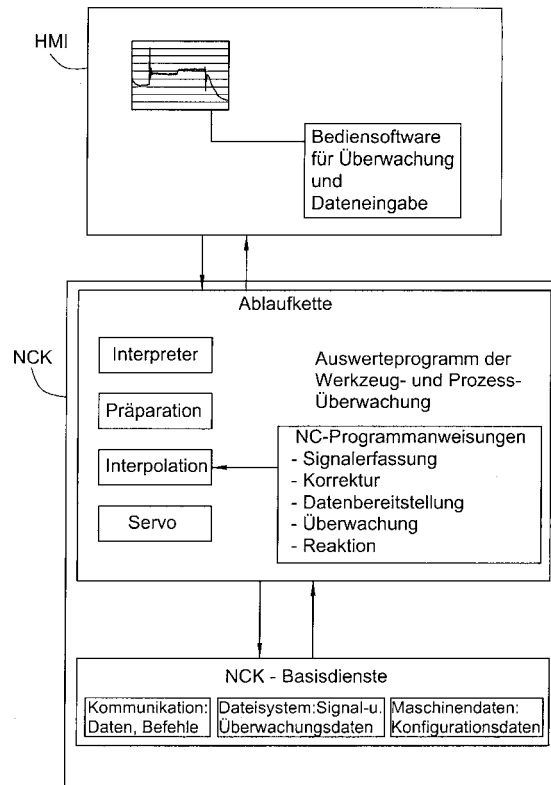 HMI
Bediensoftware
für Überwachung
und
Dateneingabe
NCK
Ablaufkette
Interpreter
Präparation
Interpolation
Servo
Auswerteprogramm der
Werkzeug- und Prozess-
Überwachung
NC-Programmanweisungen
- Signalerfassung
- Korrektur
- Datenbereitstellung
- Überwachung
- Reaktion
NCK - Basisdienste
Kommunikation:
Daten, Befehle
Dateisystem:Signal-u.
Überwachungsdaten
Maschinendaten:
Konfigurationsdaten